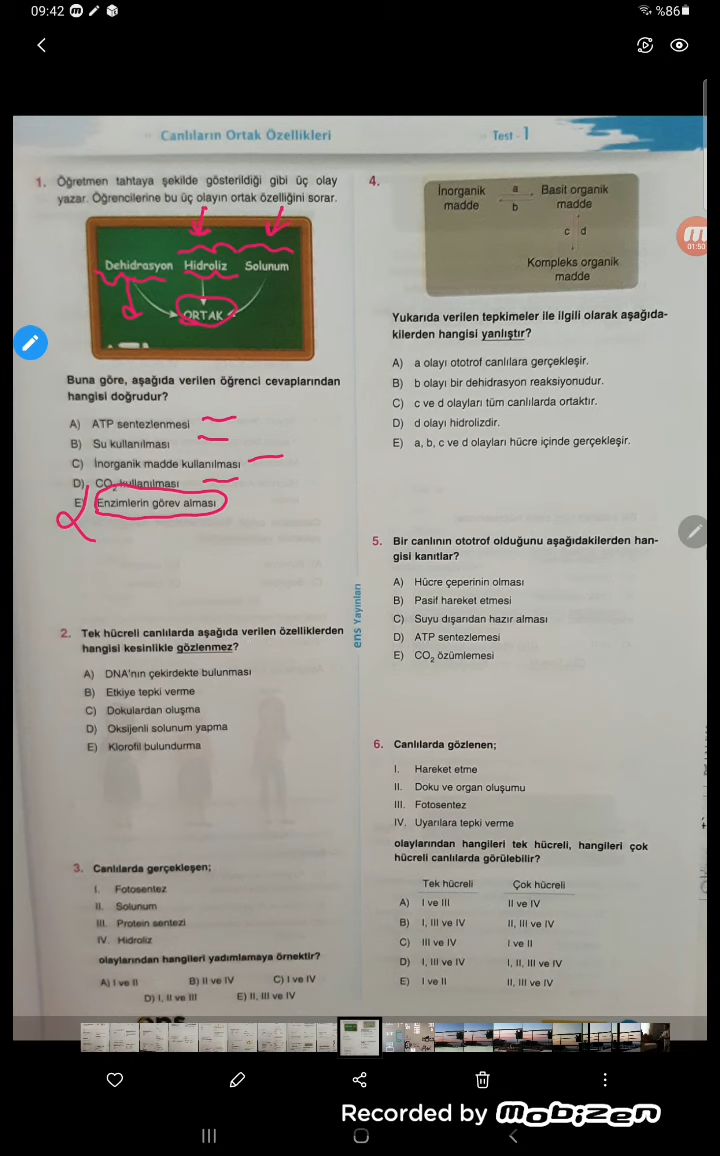 09:42
%86
Canlıların Ortak Özellikleri
Test - 1
1. Öğretmen tahtaya şekilde gösterildiği gibi üç olay
yazar. Öğrencilerine bu üç olayın ortak özelliğini sorar.
Dehidrasyon Hidroliz Solunum
ORTAK
Buna göre, aşağıda verilen öğrenci cevaplarından
hangisi doğrudur?
A) ATP sentezlenmesi
B) Su kullanılması
C) İnorganik madde kullanılması
D) CO₂ kullanılması
E) Enzimlerin görev alması
2. Tek hücreli canlılarda aşağıda verilen özelliklerden
hangisi kesinlikle gözlenmez?
A) DNA'nın çekirdekte bulunması
B) Etkiye tepki verme
C) Dokulardan oluşma
D) Oksijenli solunum yapma
E) Klorofil bulundurma
3. Canlılarda gerçekleşen;
I. Fotosentez
II. Solunum
III. Protein sentezi
IV. Hidroliz
olaylarından hangileri yadımlamaya örnektir?
A) I ve II B) II ve IV C) I ve IV
D) I, II ve III E) II, III ve IV
ens
ens Yayınları
4.
İnorganik a Basit organik
madde b madde
c d
Kompleks organik
madde
Yukarıda verilen tepkimeler ile ilgili olarak aşağıda-
kilerden hangisi yanlıştır?
A) a olayı ototrof canlılara gerçekleşir.
B) b olayı bir dehidrasyon reaksiyonudur.
C) c ve d olayları tüm canlılarda ortaktır.
D) d olayı hidrolizdir.
E) a, b, c ve d olayları hücre içinde gerçekleşir.
5. Bir canlının ototrof olduğunu aşağıdakilerden han-
gisi kanıtlar?
A) Hücre çeperinin olması
B) Pasif hareket etmesi
C) Suyu dışarıdan hazır alması
D) ATP sentezlemesi
E) CO₂ özümlemesi
6. Canlılarda gözlenen;
I. Hareket etme
II. Doku ve organ oluşumu
III. Fotosentez
IV. Uyarılara tepki verme
olaylarından hangileri tek hücreli, hangileri çok
hücreli canlılarda görülebilir?
Tek hücreli Çok hücreli
A) I ve III II ve IV
B) I, III ve IV II, III ve IV
C) III ve IV I ve II
D) I, III ve IV I, II, III ve IV
E) I ve II II, III ve IV
01:50
Recorded by mobizen